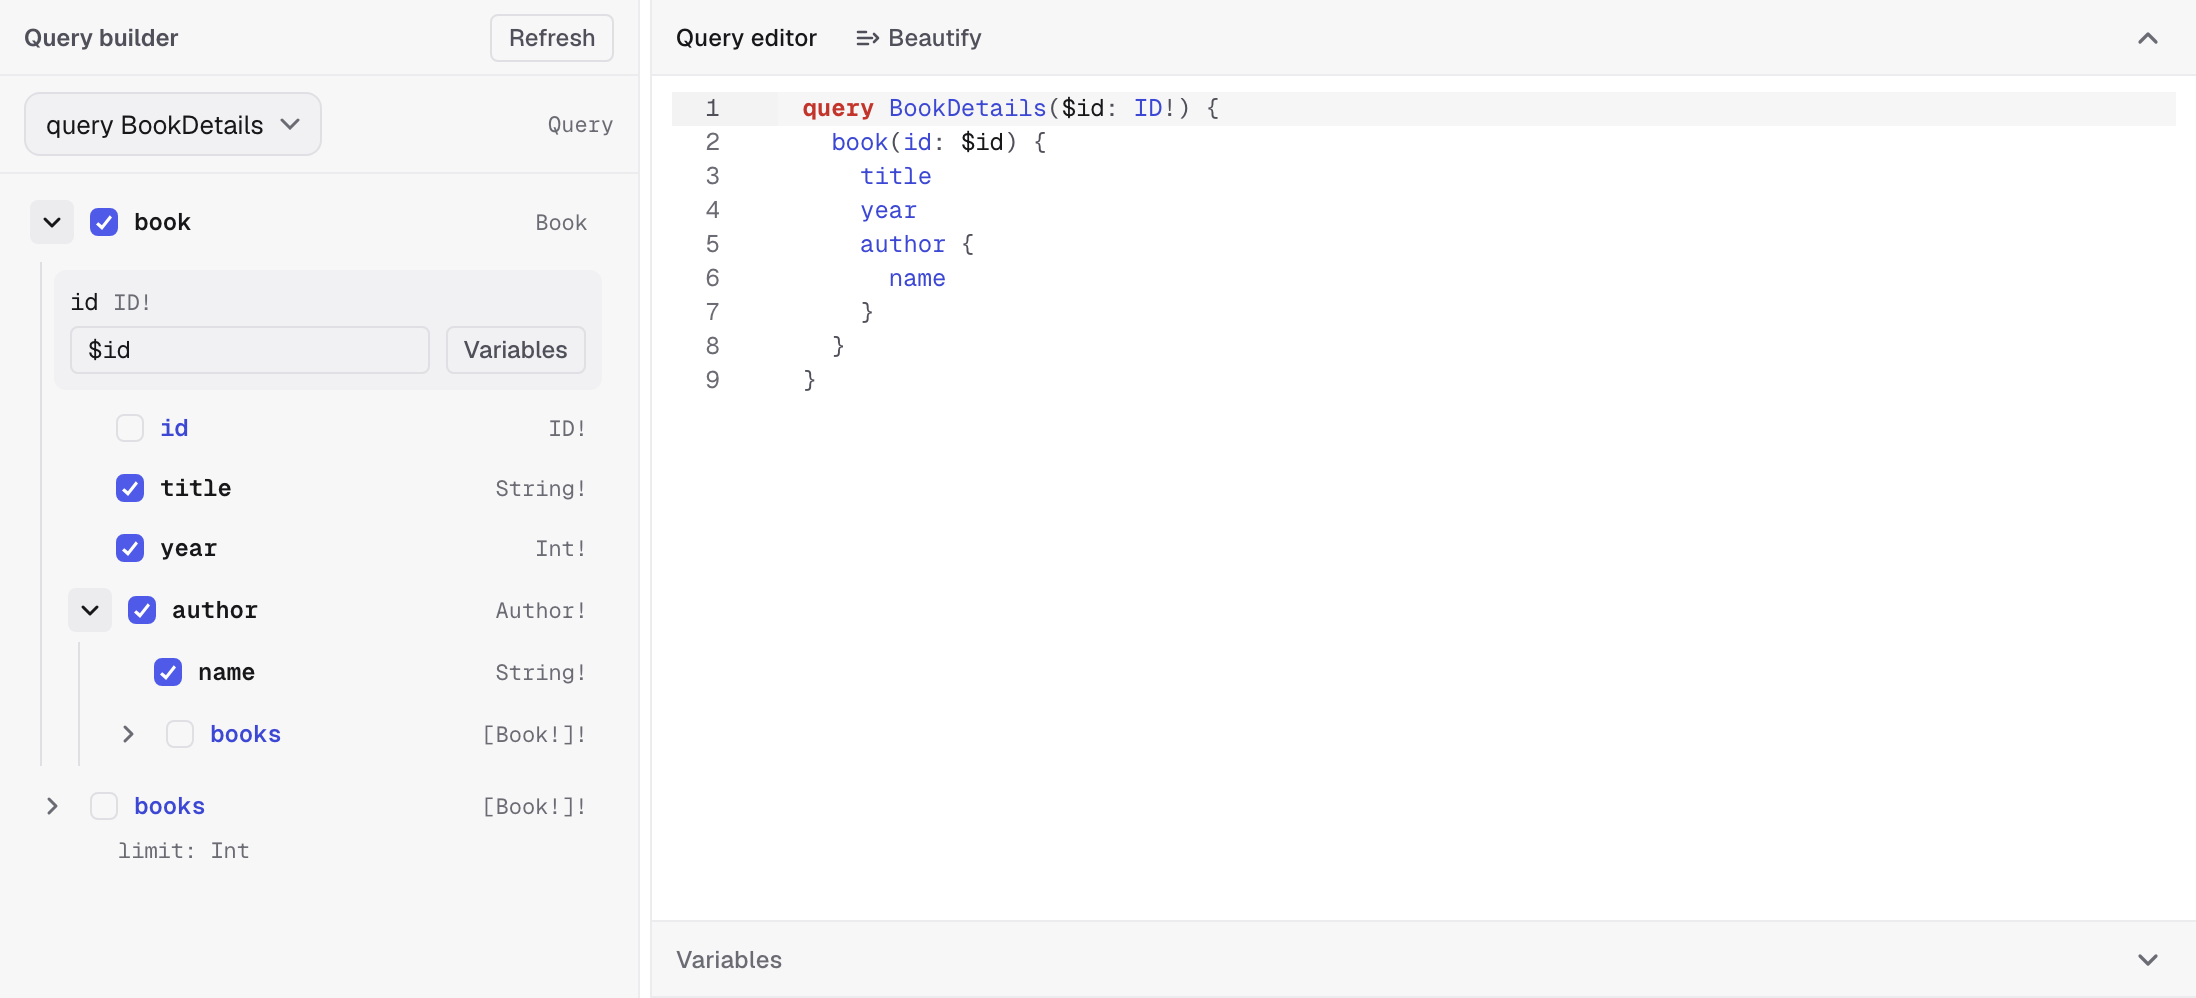 Query builder
Refresh
query BookDetails
Query
book
Book
id ID!
$id
Variables
id
ID!
title
String!
year
Int!
author
Author!
name
String!
books
[Book!]!
books
[Book!]!
limit: Int
Query editor
Beautify
1 query BookDetails($id: ID!) {
2   book(id: $id) {
3     title
4     year
5     author {
6       name
7     }
8   }
9 }
Variables